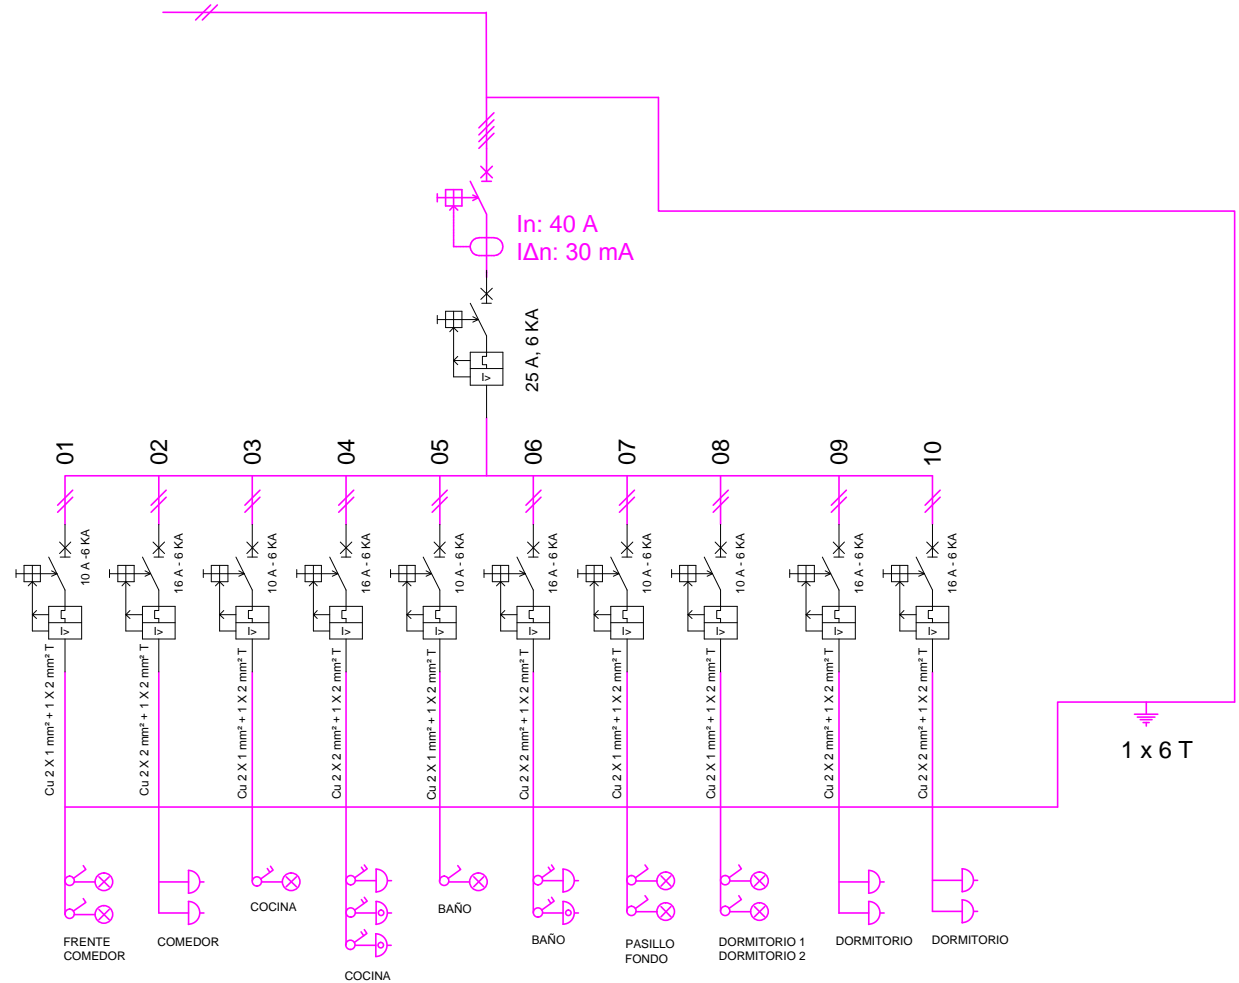 In: 40 A
IΔn: 30 mA
25 A, 6 KA
01
02
03
04
05
06
07
08
09
10
10 A -6 KA
16 A - 6 KA
10 A - 6 KA
16 A - 6 KA
10 A - 6 KA
16 A - 6 KA
10 A - 6 KA
10 A - 6 KA
16 A - 6 KA
16 A - 6 KA
I>
I>
I>
I>
I>
I>
I>
I>
I>
I>
I>
Cu 2 X 1 mm² + 1 X 2 mm² T
Cu 2 X 2 mm² + 1 X 2 mm² T
Cu 2 X 1 mm² + 1 X 2 mm² T
Cu 2 X 2 mm² + 1 X 2 mm² T
Cu 2 X 1 mm² + 1 X 2 mm² T
Cu 2 X 2 mm² + 1 X 2 mm² T
Cu 2 X 1 mm² + 1 X 2 mm² T
Cu 2 X 1 mm² + 1 X 2 mm² T
Cu 2 X 2 mm² + 1 X 2 mm² T
Cu 2 X 2 mm² + 1 X 2 mm² T
1 x 6 T
FRENTE
COMEDOR
COMEDOR
COCINA
COCINA
BAÑO
BAÑO
PASILLO
FONDO
DORMITORIO 1
DORMITORIO 2
DORMITORIO
DORMITORIO